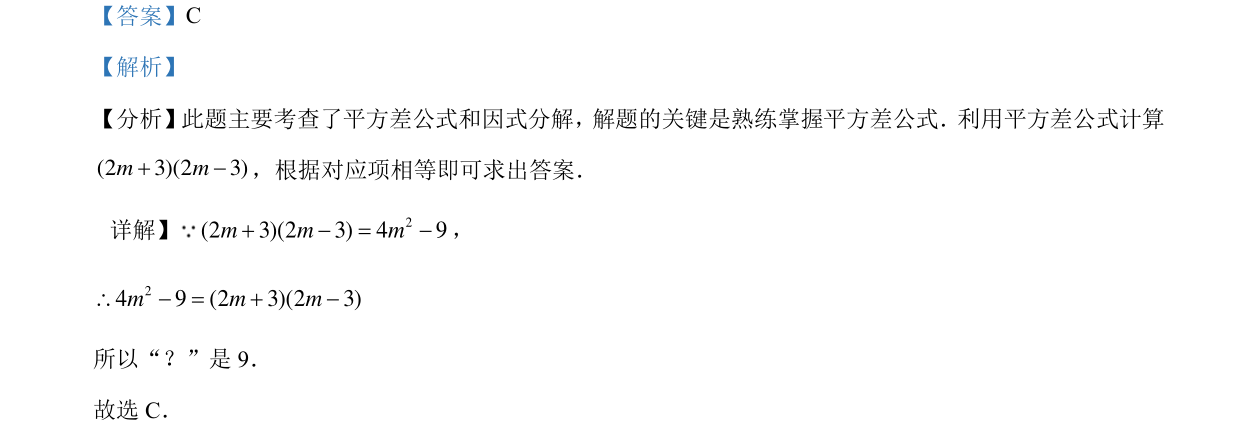 【答案】C
【解析】
【分析】此题主要考查了平方差公式和因式分解，解题的关键是熟练掌握平方差公式．利用平方差公式计算
(2m+3)(2m−3)，根据对应项相等即可求出答案．
详解】∵(2m+3)(2m−3)=4m²−9，
∴4m²−9=(2m+3)(2m−3)
所以“？”是 9．
故选 C．